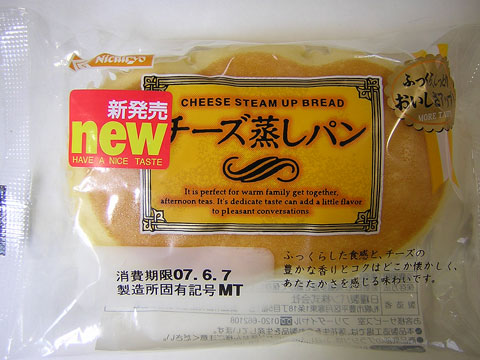 Nichiryo
新発売
new
HAVE A NICE TASTE
CHEESE STEAM UP BREAD
チーズ蒸しパン
It is perfect for warm family get together,
afternoon teas. It's dedicate taste can add a little flavor
to pleasant conversations.
MORE TASTY
ふっくらした食感と、チーズの
豊かな香りとコクはどこか懐かしく、
あたたかさを感じる味わいです。
消費期限07.6.7
製造所固有記号MT